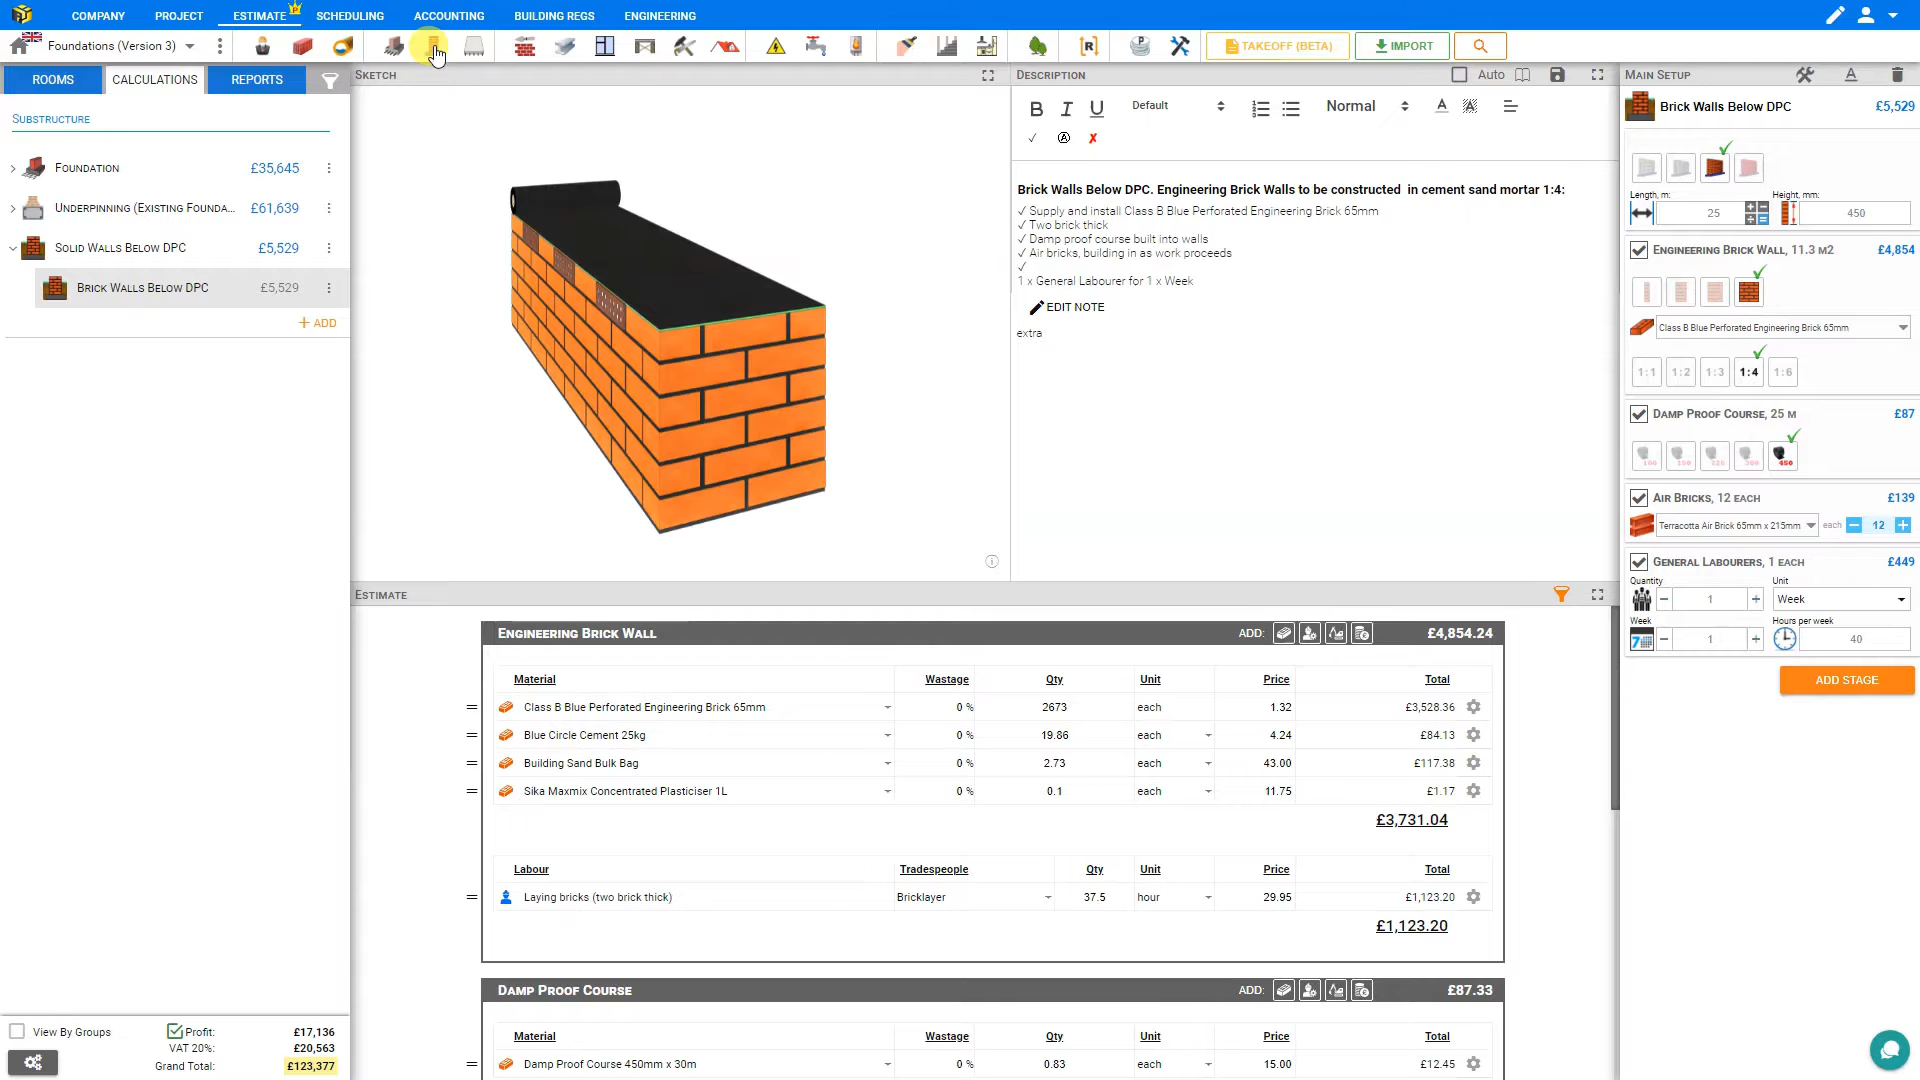 COMPANY PROJECT ESTIMATE SCHEDULING ACCOUNTING BUILDING REGS ENGINEERING
Foundations (Version 3) TAKEOFF (BETA) IMPORT
ROOMS CALCULATIONS REPORTS
SUBSTRUCTURE
FOUNDATION £35,645
UNDERPINNING (EXISTING FOUNDA... £61,639
SOLID WALLS BELOW DPC £5,529
BRICK WALLS BELOW DPC £5,529
+ ADD
View By Groups
Profit: £17,136
VAT 20%: £20,563
Grand Total: £123,377
SKETCH
DESCRIPTION Auto
B I U Default Normal A
Brick Walls Below DPC. Engineering Brick Walls to be constructed in cement sand mortar 1:4:
✓ Supply and install Class B Blue Perforated Engineering Brick 65mm
✓ Two brick thick
✓ Damp proof course built into walls
✓ Air bricks, building in as work proceeds
✓
1 x General Labourer for 1 x Week
EDIT NOTE
extra
ESTIMATE
ENGINEERING BRICK WALL ADD: £4,854.24
Material Wastage Qty Unit Price Total
Class B Blue Perforated Engineering Brick 65mm 0 % 2673 each 1.32 £3,528.36
Blue Circle Cement 25kg 0 % 19.86 each 4.24 £84.13
Building Sand Bulk Bag 0 % 2.73 each 43.00 £117.38
Sika Maxmix Concentrated Plasticiser 1L 0 % 0.1 each 11.75 £1.17
£3,731.04
Labour Tradespeople Qty Unit Price Total
Laying bricks (two brick thick) Bricklayer 37.5 hour 29.95 £1,123.20
£1,123.20
DAMP PROOF COURSE ADD: £87.33
Material Wastage Qty Unit Price Total
Damp Proof Course 450mm x 30m 0 % 0.83 each 15.00 £12.45
MAIN SETUP
Brick Walls Below DPC £5,529
Length, m: Height, mm:
25 450
ENGINEERING BRICK WALL, 11.3 M2 £4,854
Class B Blue Perforated Engineering Brick 65mm
1:1 1:2 1:3 1:4 1:6
DAMP PROOF COURSE, 25 M £87
450
AIR BRICKS, 12 EACH £139
Terracotta Air Brick 65mm x 215mm each 12
GENERAL LABOURERS, 1 EACH £449
Quantity Unit
1 Week
Week Hours per week
1 40
ADD STAGE